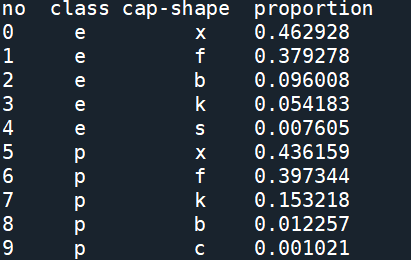 no class cap-shape proportion
0 e x 0.462928
1 e f 0.379278
2 e b 0.096008
3 e k 0.054183
4 e s 0.007605
5 p x 0.436159
6 p f 0.397344
7 p k 0.153218
8 p b 0.012257
9 p c 0.001021